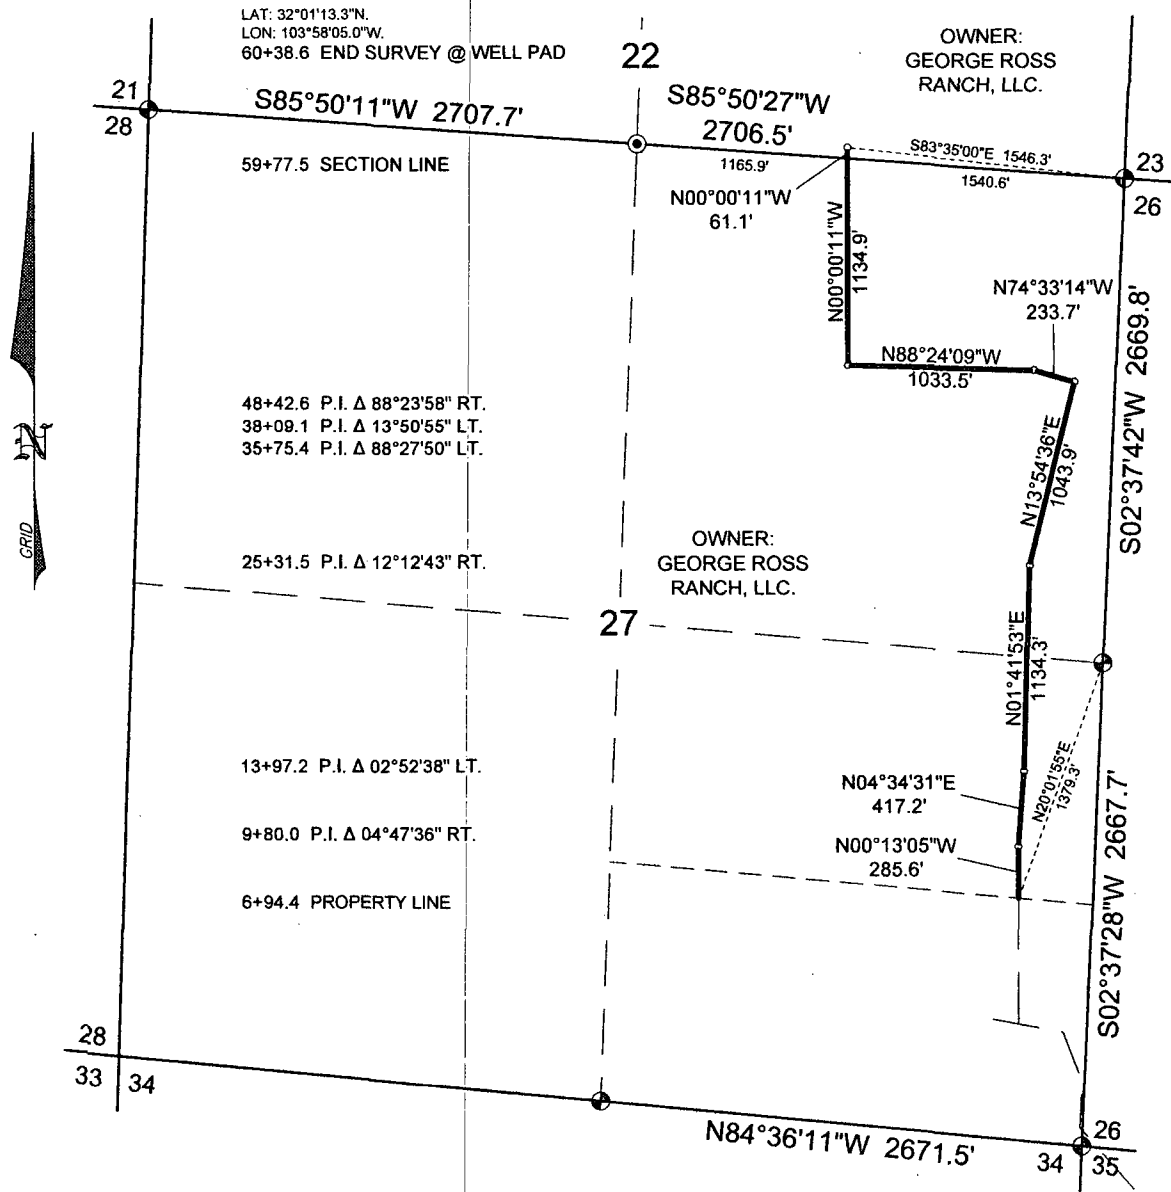 LAT: 32°01'13.3"N.
LON: 103°58'05.0"W.
60+38.6 END SURVEY @ WELL PAD
22
OWNER:
GEORGE ROSS
RANCH, LLC.
21
28
S85°50'11"W 2707.7'
S85°50'27"W
2706.5'
1165.9'
S83°35'00"E 1546.3'
1540.6'
23
26
59+77.5 SECTION LINE
N00°00'11"W
61.1'
N00°00'11"W
1134.9'
N74°33'14"W
233.7'
S02°37'42"W 2669.8'
N88°24'09"W
1033.5'
48+42.6 P.I. Δ 88°23'58" RT.
38+09.1 P.I. Δ 13°50'55" LT.
35+75.4 P.I. Δ 88°27'50" LT.
N
GRID
N13°54'36"E
1043.9'
25+31.5 P.I. Δ 12°12'43" RT.
OWNER:
GEORGE ROSS
RANCH, LLC.
27
N01°41'53"E
1134.3'
13+97.2 P.I. Δ 02°52'38" LT.
N04°34'31"E
417.2'
N20°01'55"E
1379.3'
9+80.0 P.I. Δ 04°47'36" RT.
N00°13'05"W
285.6'
S02°37'28"W 2667.7'
6+94.4 PROPERTY LINE
28
33
34
N84°36'11"W 2671.5'
26
34
35